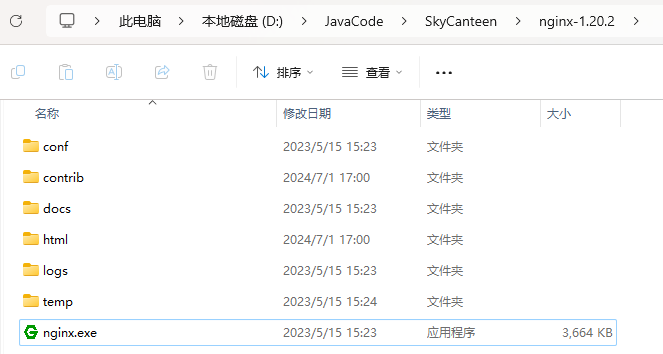 此电脑 > 本地磁盘 (D:) > JavaCode > SkyCanteen > nginx-1.20.2 >
排序 查看 ...
名称 修改日期 类型 大小
conf 2023/5/15 15:23 文件夹
contrib 2024/7/1 17:00 文件夹
docs 2023/5/15 15:23 文件夹
html 2024/7/1 17:00 文件夹
logs 2023/5/15 15:23 文件夹
temp 2023/5/15 15:24 文件夹
nginx.exe 2023/5/15 15:23 应用程序 3,664 KB